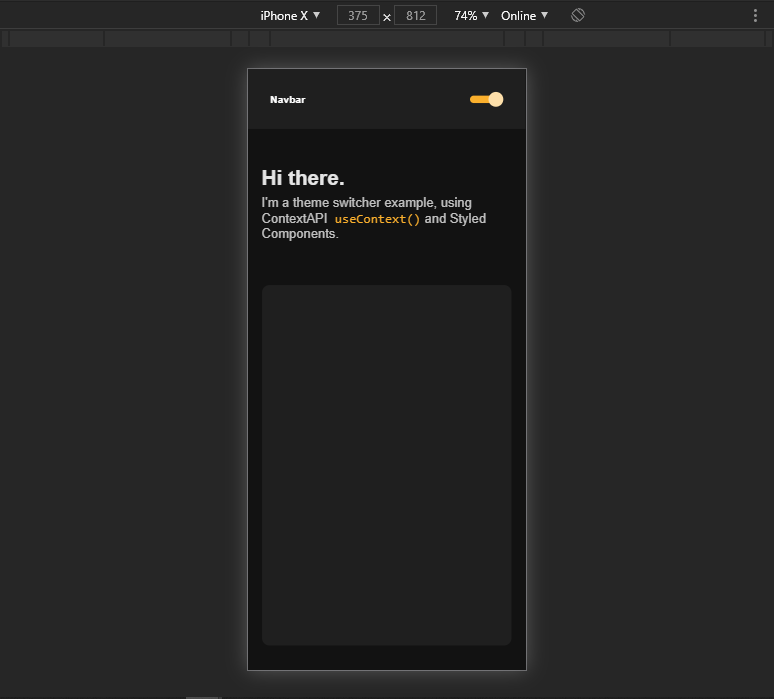 iPhone X ▼ 375 × 812 74% ▼ Online ▼
Navbar
Hi there.
I'm a theme switcher example, using
ContextAPI useContext() and Styled
Components.